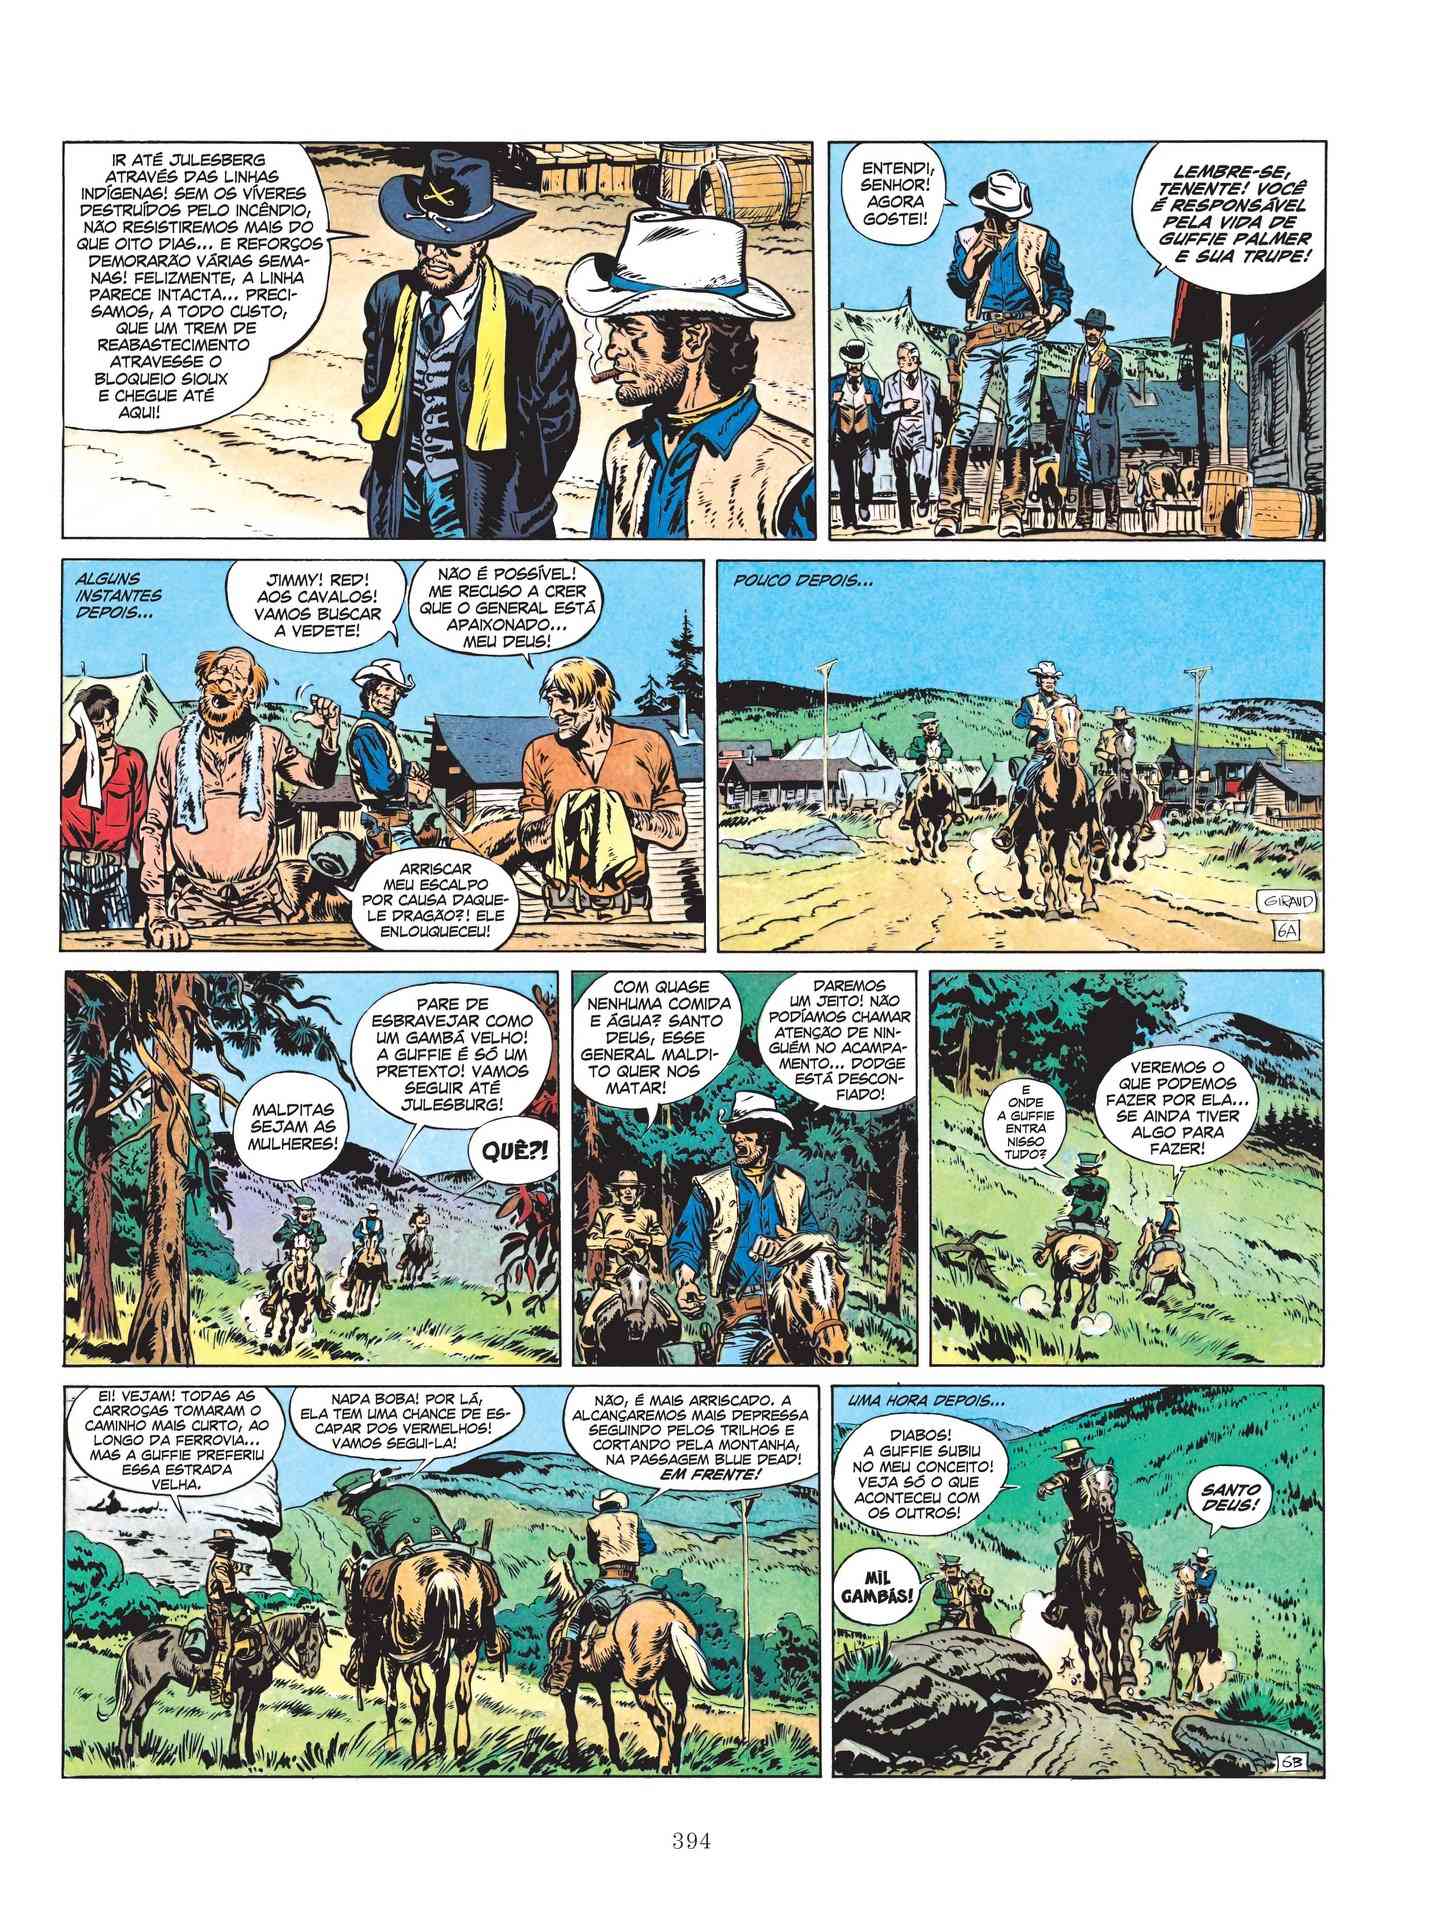 IR ATÉ JULESBERG
ATRAVÉS DAS LINHAS
INDÍGENAS! SEM OS VÍVERES
DESTRUÍDOS PELO INCÊNDIO,
NÃO RESISTIREMOS MAIS DO
QUE OITO DIAS... E REFORÇOS
DEMORARÃO VÁRIAS SEMA-
NAS! FELIZMENTE, A LINHA
PARECE INTACTA... PRECI-
SAMOS, A TODO CUSTO,
QUE UM TREM DE
REABASTECIMENTO
ATRAVESSE O
BLOQUEIO SIOUX
E CHEGUE ATÉ
AQUI!
ENTENDI,
SENHOR!
AGORA
GOSTEI!
LEMBRE-SE,
TENENTE! VOCÊ
É RESPONSÁVEL
PELA VIDA DE
GUFFIE PALMER
E SUA TRUPE!
ALGUNS
INSTANTES
DEPOIS...
JIMMY! RED!
AOS CAVALOS!
VAMOS BUSCAR
A VEDETE!
NÃO É POSSÍVEL!
ME RECUSO A CRER
QUE O GENERAL ESTÁ
APAIXONADO...
MEU DEUS!
ARRISCAR
MEU ESCALPO
POR CAUSA DAQUE-
LE DRAGÃO?! ELE
ENLOUQUECEU!
POUCO DEPOIS...
GIRAUD
6A
MALDITAS
SEJAM AS
MULHERES!
PARE DE
ESBRAVEJAR COMO
UM GAMBÁ VELHO!
A GUFFIE É SÓ UM
PRETEXTO! VAMOS
SEGUIR ATÉ
JULESBURG!
QUÊ?!
COM QUASE
NENHUMA COMIDA
E ÁGUA? SANTO
DEUS, ESSE
GENERAL MALDI-
TO QUER NOS
MATAR!
DAREMOS
UM JEITO! NÃO
PODÍAMOS CHAMAR
ATENÇÃO DE NIN-
GUÉM NO ACAMPA-
MENTO... DODGE
ESTÁ DESCON-
FIADO!
E
ONDE
A GUFFIE
ENTRA
NISSO
TUDO?
VEREMOS O
QUE PODEMOS
FAZER POR ELA...
SE AINDA TIVER
ALGO PARA
FAZER!
EI! VEJAM! TODAS AS
CARROÇAS TOMARAM O
CAMINHO MAIS CURTO, AO
LONGO DA FERROVIA...
MAS A GUFFIE PREFERIU
ESSA ESTRADA
VELHA.
NADA BOBA! POR LÁ,
ELA TEM UMA CHANCE DE ES-
CAPAR DOS VERMELHOS!
VAMOS SEGUI-LA!
NÃO, É MAIS ARRISCADO. A
ALCANÇAREMOS MAIS DEPRESSA
SEGUINDO PELOS TRILHOS E
CORTANDO PELA MONTANHA,
NA PASSAGEM BLUE DEAD!
EM FRENTE!
UMA HORA DEPOIS...
DIABOS!
A GUFFIE SUBIU
NO MEU CONCEITO!
VEJA SÓ O QUE
ACONTECEU COM
OS OUTROS!
SANTO
DEUS!
MIL
GAMBÁS!
6B
394